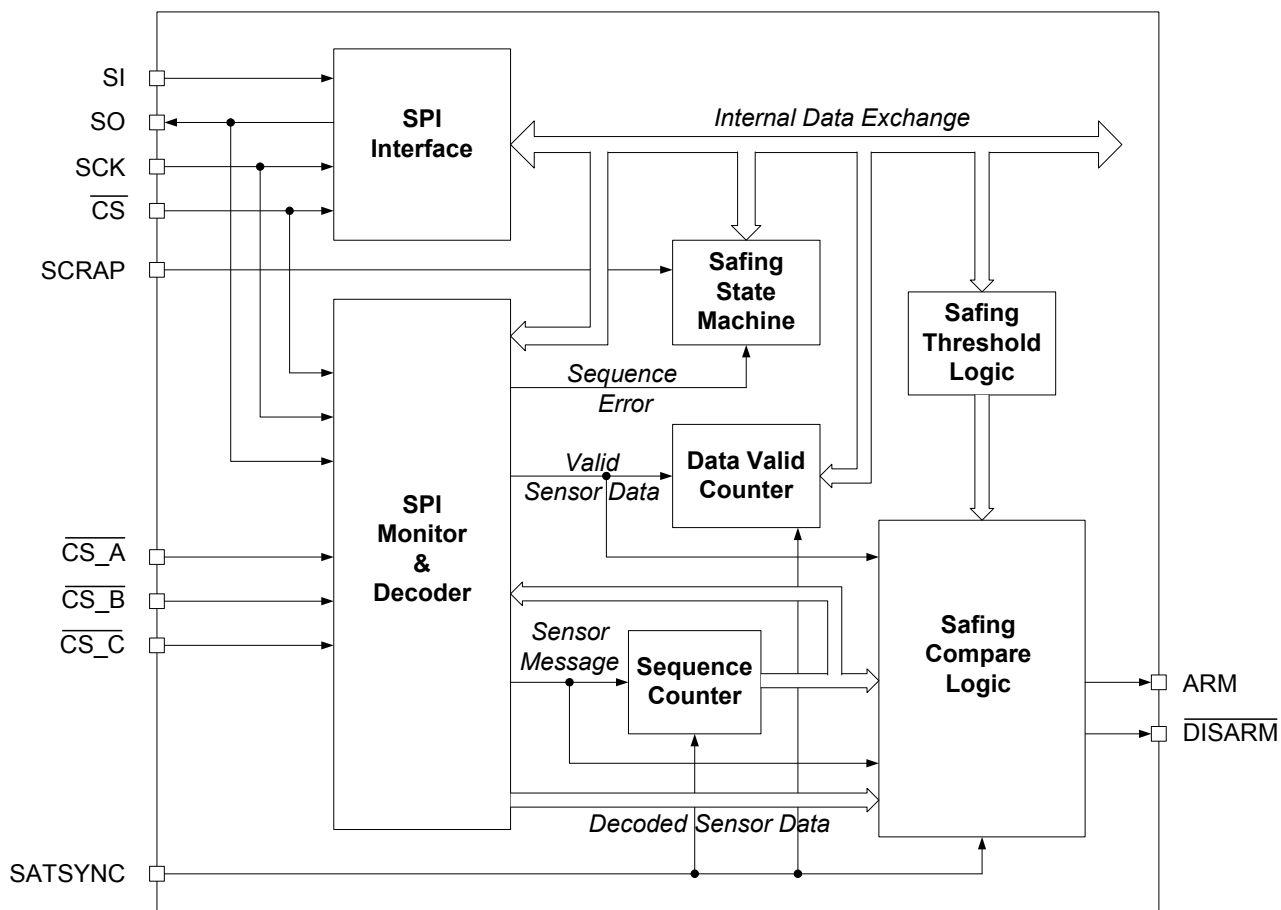 SI
SO
SCK
CS
SCRAP
SPI
Interface
Internal Data Exchange
Safing
State
Machine
Safing
Threshold
Logic
Sequence
Error
Valid
Sensor Data
Data Valid
Counter
SPI
Monitor
&
Decoder
CS_A
CS_B
CS_C
Sensor
Message
Sequence
Counter
Safing
Compare
Logic
ARM
DISARM
Decoded Sensor Data
SATSYNC